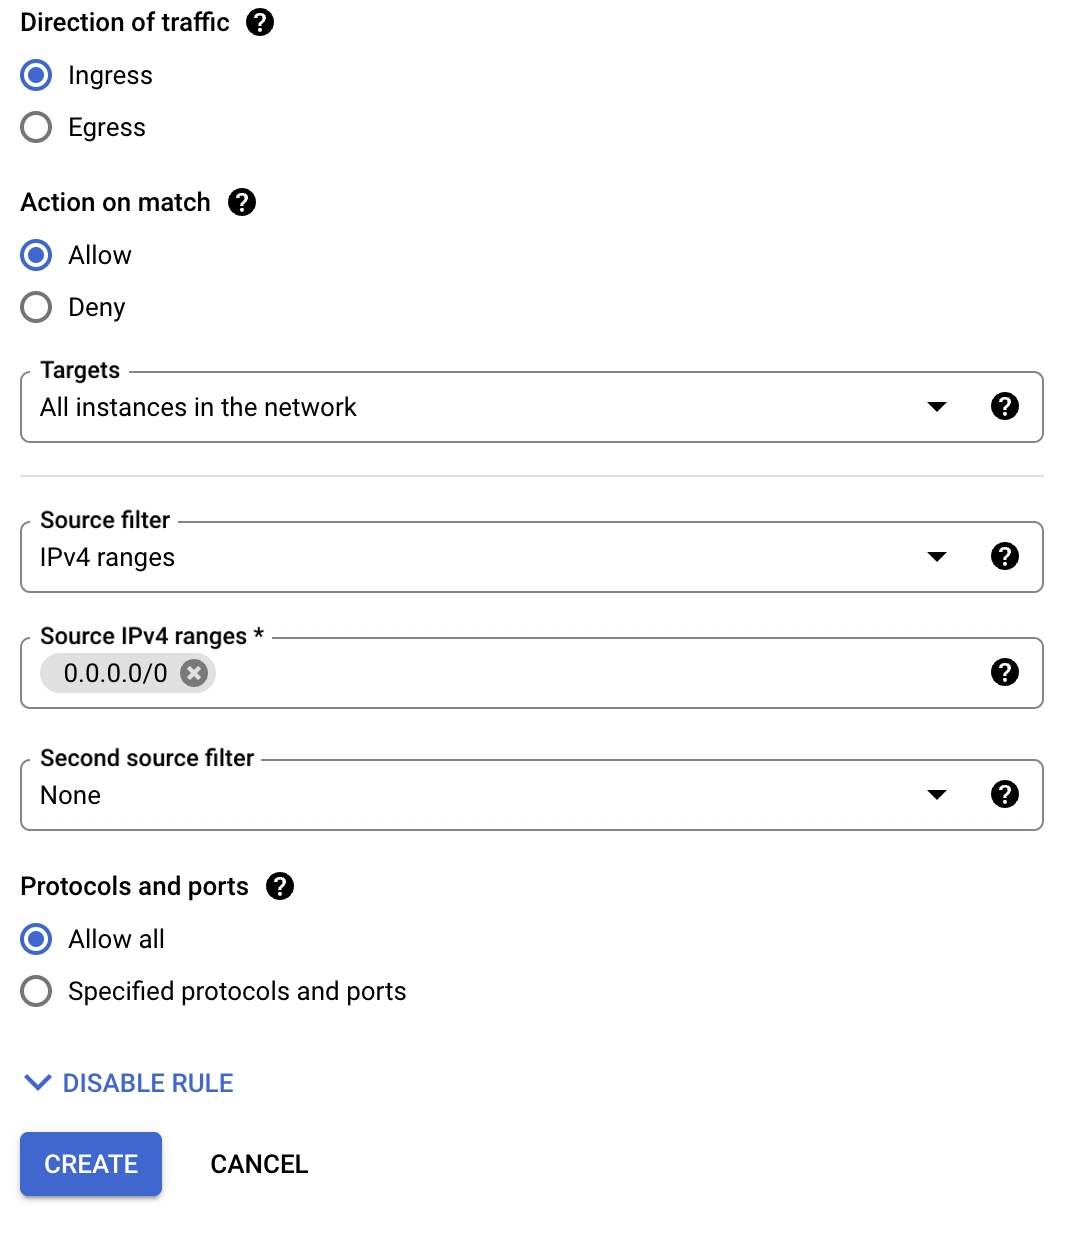 Direction of traffic
Ingress
Egress
Action on match
Allow
Deny
Targets
All instances in the network
Source filter
IPv4 ranges
Source IPv4 ranges *
0.0.0.0/0
Second source filter
None
Protocols and ports
Allow all
Specified protocols and ports
DISABLE RULE
CREATE CANCEL